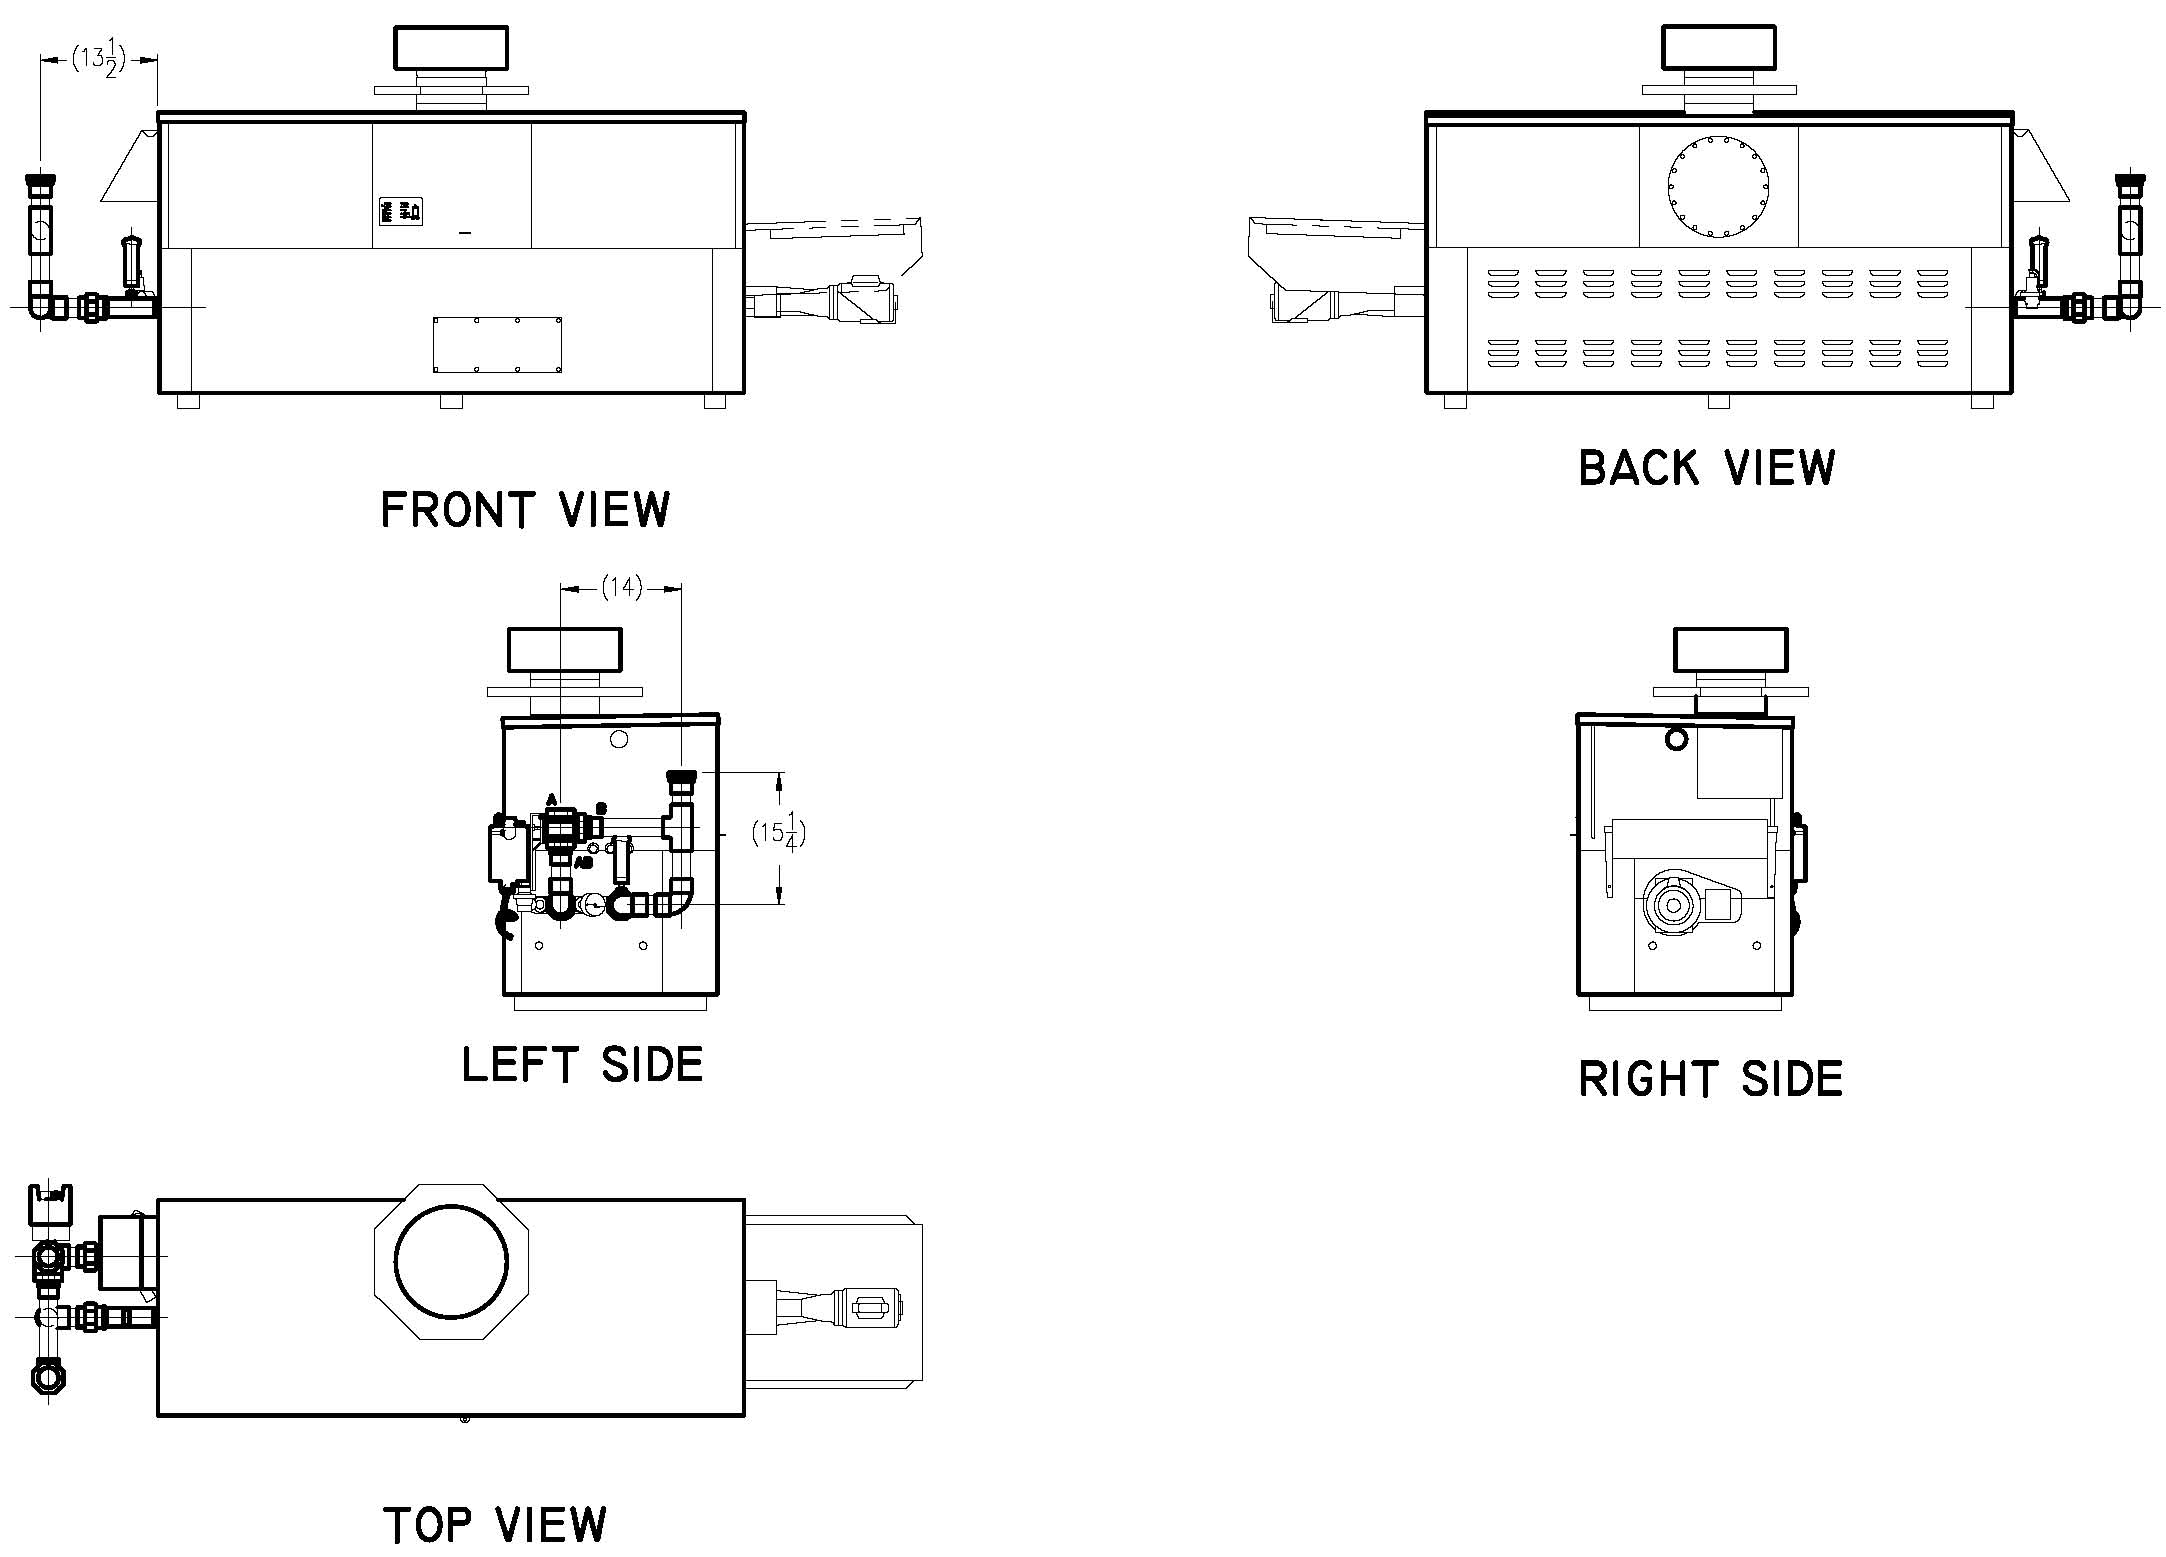 (13 1/2)
FRONT VIEW
BACK VIEW
(14)
A
B
AB
(15 1/4)
LEFT SIDE
RIGHT SIDE
TOP VIEW